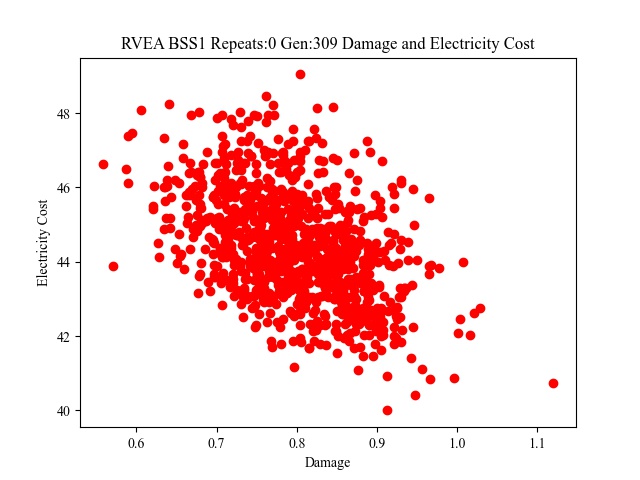 RVEA BSS1 Repeats:0 Gen:309 Damage and Electricity Cost
48
46
44
42
40
Electricity Cost
0.6 0.7 0.8 0.9 1.0 1.1
Damage